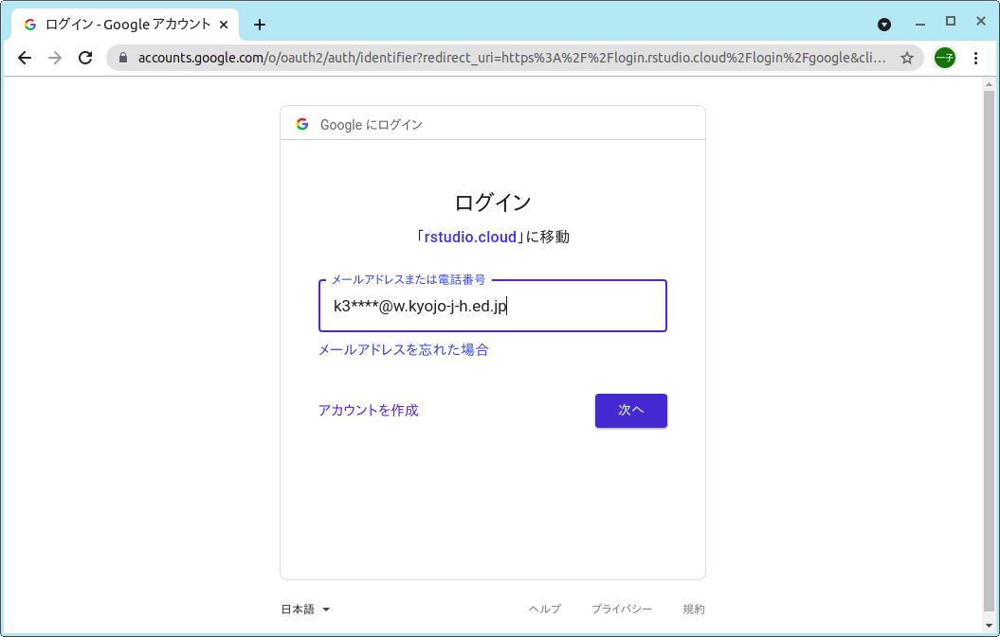 ログイン - Google アカウント
accounts.google.com/o/oauth2/auth/identifier?redirect_uri=https%3A%2F%2Flogin.rstudio.cloud%2Flogin%2Fgoogle&cli...
一子
Google にログイン
ログイン
「rstudio.cloud」に移動
メールアドレスまたは電話番号
k3****@w.kyojo-j-h.ed.jp
メールアドレスを忘れた場合
アカウントを作成
次へ
日本語
ヘルプ
プライバシー
規約